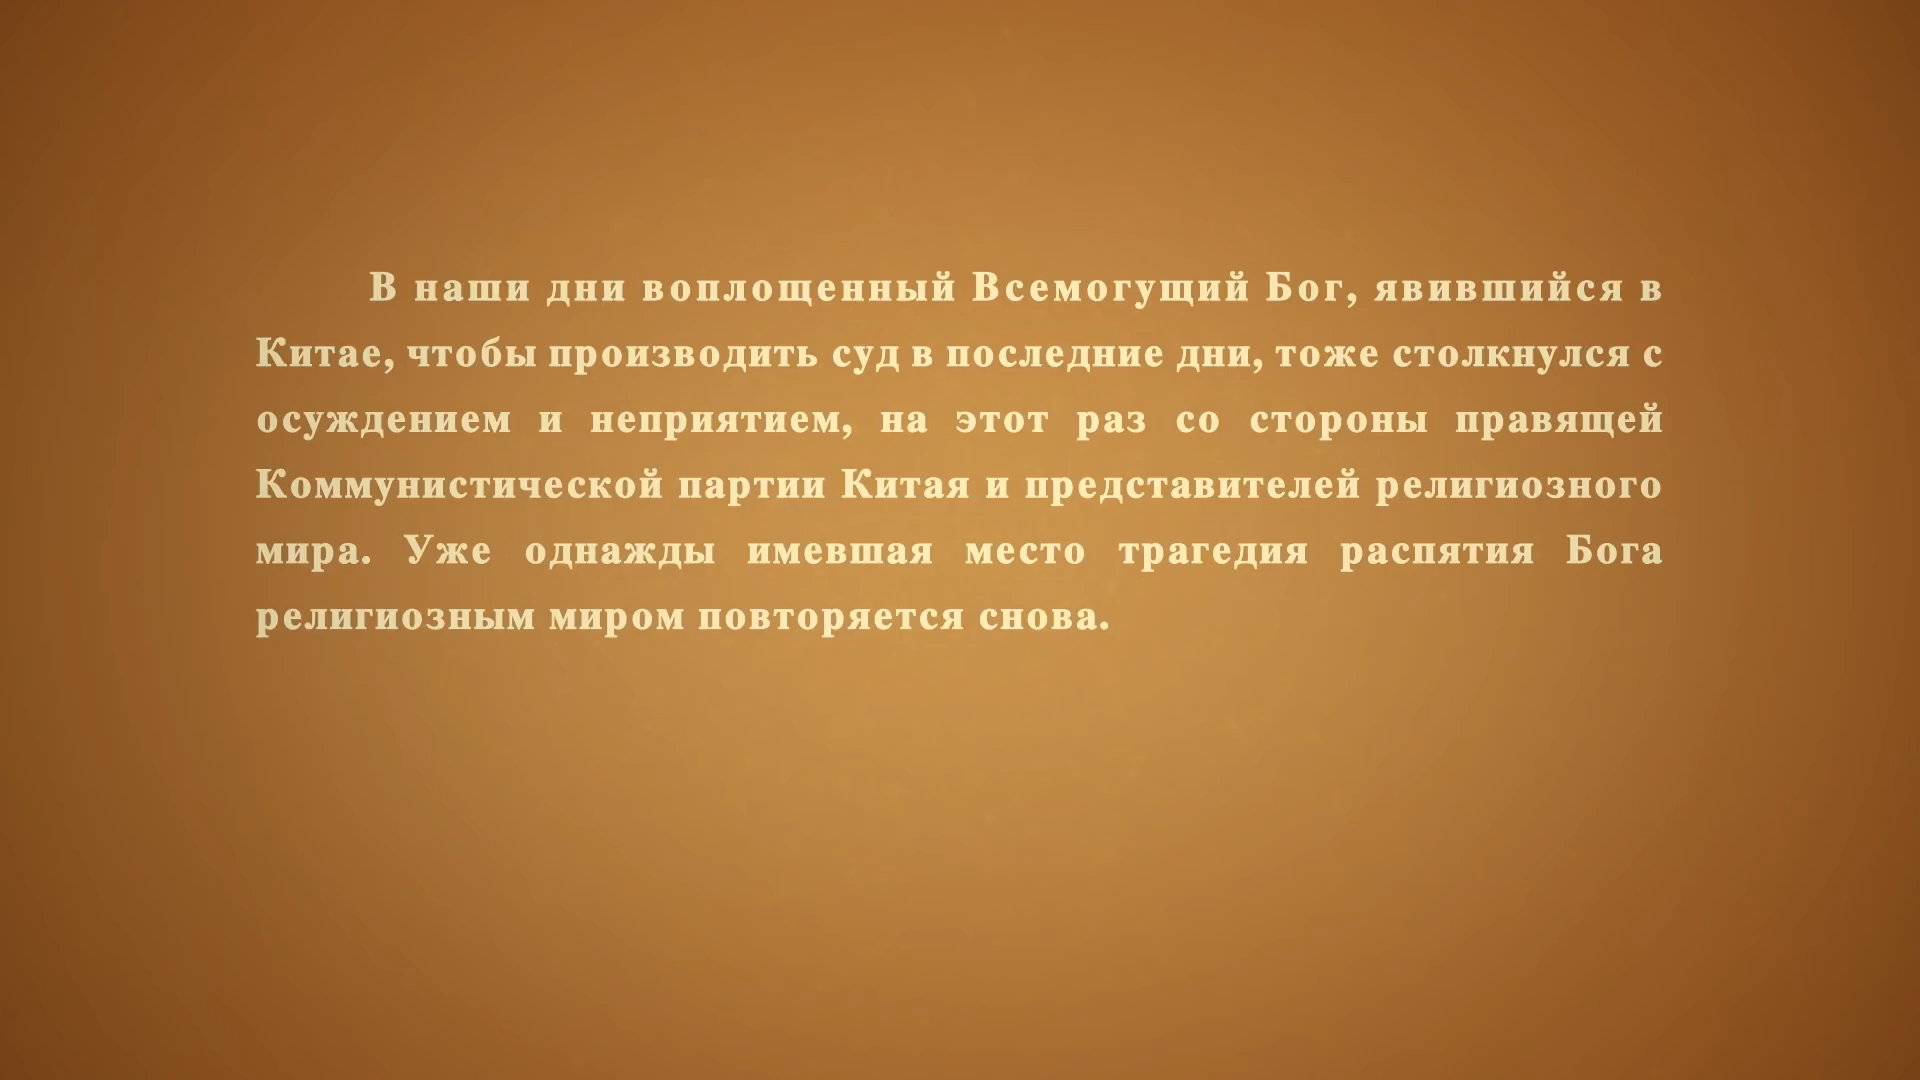 В наши дни воплощенный Всемогущий Бог, явившийся в
Китае, чтобы производить суд в последние дни, тоже столкнулся с
осуждением и неприятием, на этот раз со стороны правящей
Коммунистической партии Китая и представителей религиозного
мира. Уже однажды имевшая место трагедия распятия Бога
религиозным миром повторяется снова.